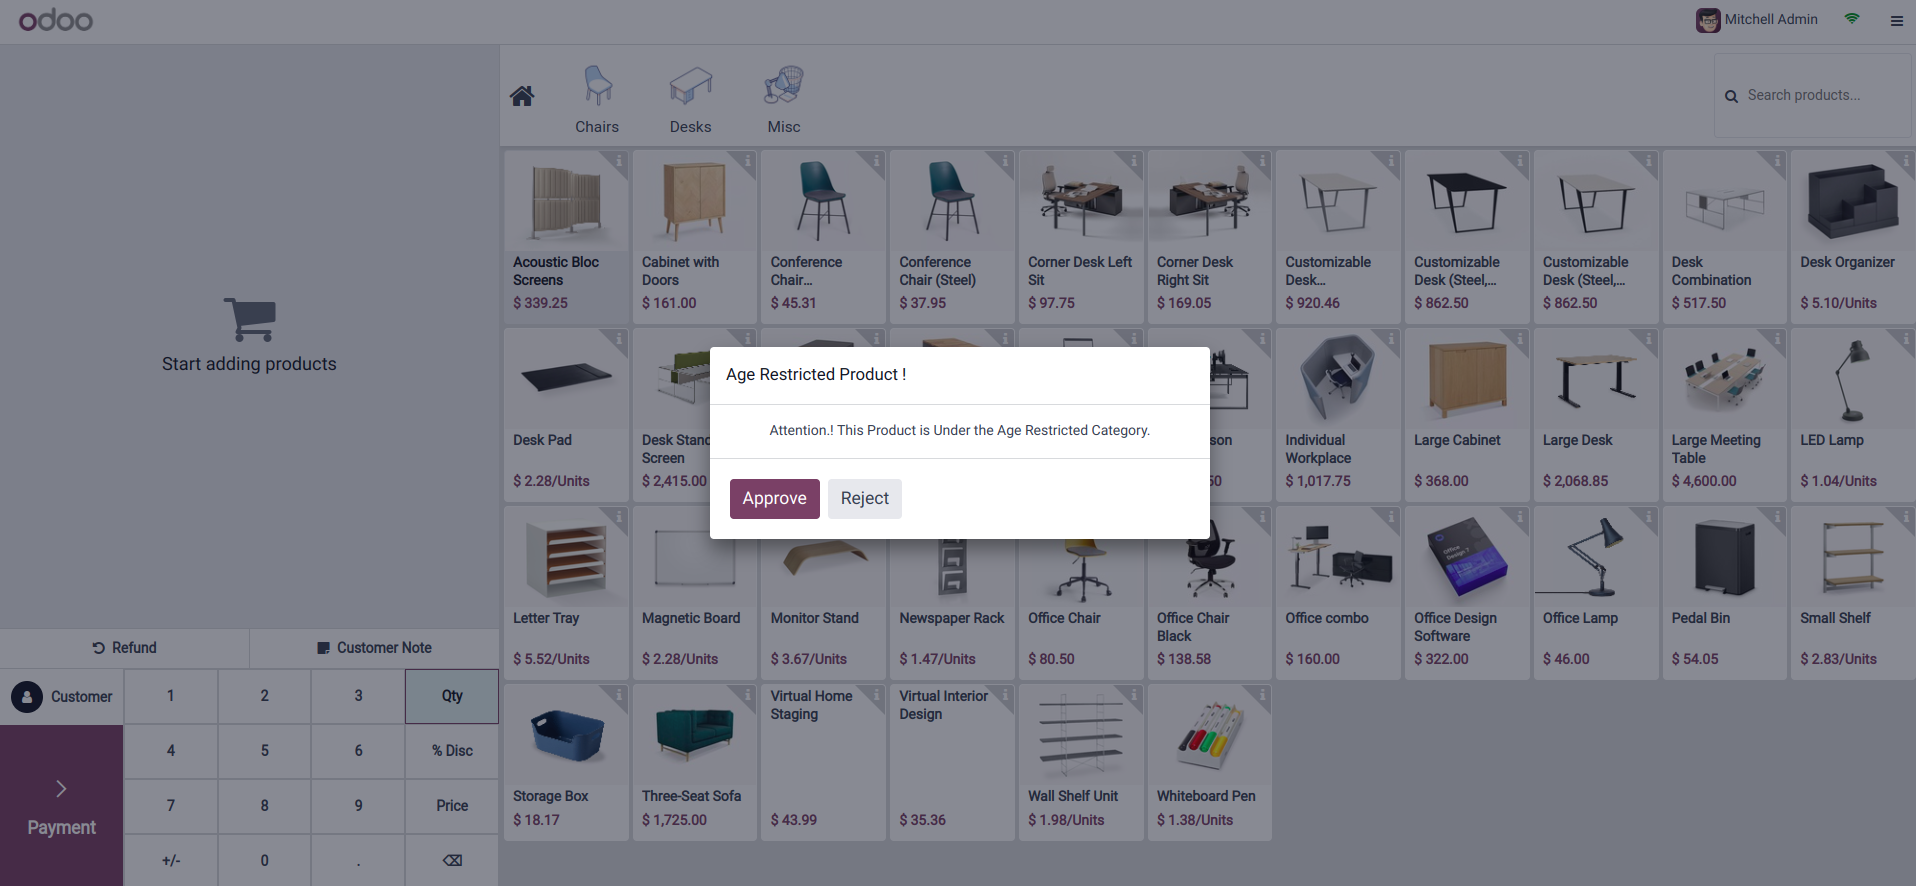 odoo
Mitchell Admin
Chairs
Desks
Misc
Search products...
Start adding products
Acoustic Bloc
Screens
$ 339.25
Cabinet with
Doors
$ 161.00
Conference
Chair...
$ 45.31
Conference
Chair (Steel)
$ 37.95
Corner Desk Left
Sit
$ 97.75
Corner Desk
Right Sit
$ 169.05
Customizable
Desk...
$ 920.46
Customizable
Desk (Steel,...
$ 862.50
Customizable
Desk (Steel,...
$ 862.50
Desk
Combination
$ 517.50
Desk Organizer
$ 5.10/Units
Desk Pad
$ 2.28/Units
Desk Stand
Screen
$ 2,415.00
Age Restricted Product !
Attention.! This Product is Under the Age Restricted Category.
Approve
Reject
son
50
Individual
Workplace
$ 1,017.75
Large Cabinet
$ 368.00
Large Desk
$ 2,068.85
Large Meeting
Table
$ 4,600.00
LED Lamp
$ 1.04/Units
Letter Tray
$ 5.52/Units
Magnetic Board
$ 2.28/Units
Monitor Stand
$ 3.67/Units
Newspaper Rack
$ 1.47/Units
Office Chair
$ 80.50
Office Chair
Black
$ 138.58
Office combo
$ 160.00
Office
Design 7
Office Design
Software
$ 322.00
Office Lamp
$ 46.00
Pedal Bin
$ 54.05
Small Shelf
$ 2.83/Units
Storage Box
$ 18.17
Three-Seat Sofa
$ 1,725.00
Virtual Home
Staging
$ 43.99
Virtual Interior
Design
$ 35.36
Wall Shelf Unit
$ 1.98/Units
Whiteboard Pen
$ 1.38/Units
Refund
Customer Note
Customer
1
2
3
Qty
4
5
6
% Disc
7
8
9
Price
Payment
+/-
0
.